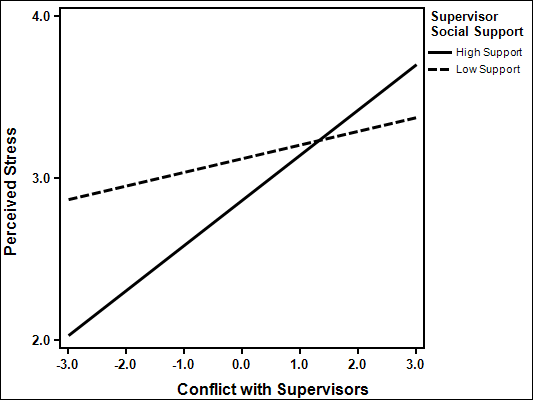 Supervisor
Social Support
High Support
Low Support
4.0
3.0
2.0
Perceived Stress
-3.0 -2.0 -1.0 0.0 1.0 2.0 3.0
Conflict with Supervisors